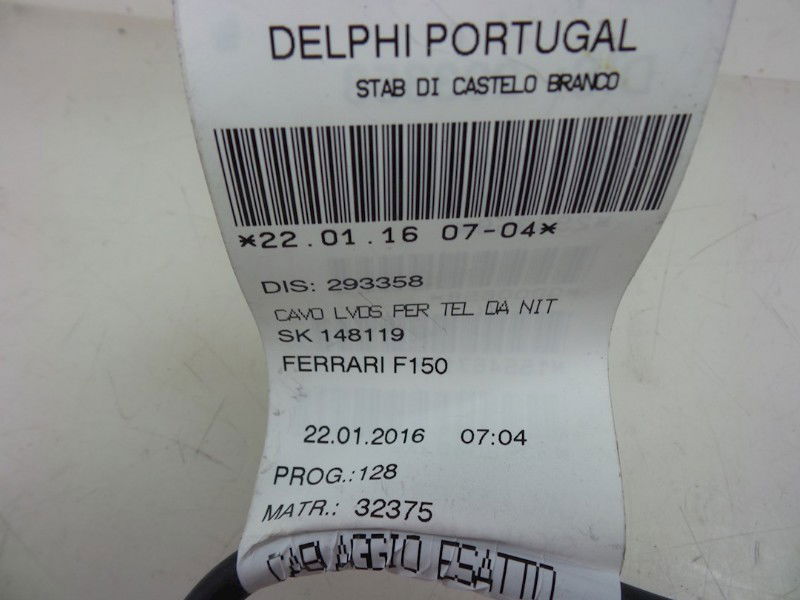 DELPHI PORTUGAL
STAB DI CASTELO BRANCO
*22.01.16 07-04*
DIS: 293358
CAVO LVDS PER TEL DA NIT
SK 148119
FERRARI F150
22.01.2016 07:04
PROG.: 128
MATR.: 32375
CABLAGGIO ESATTO